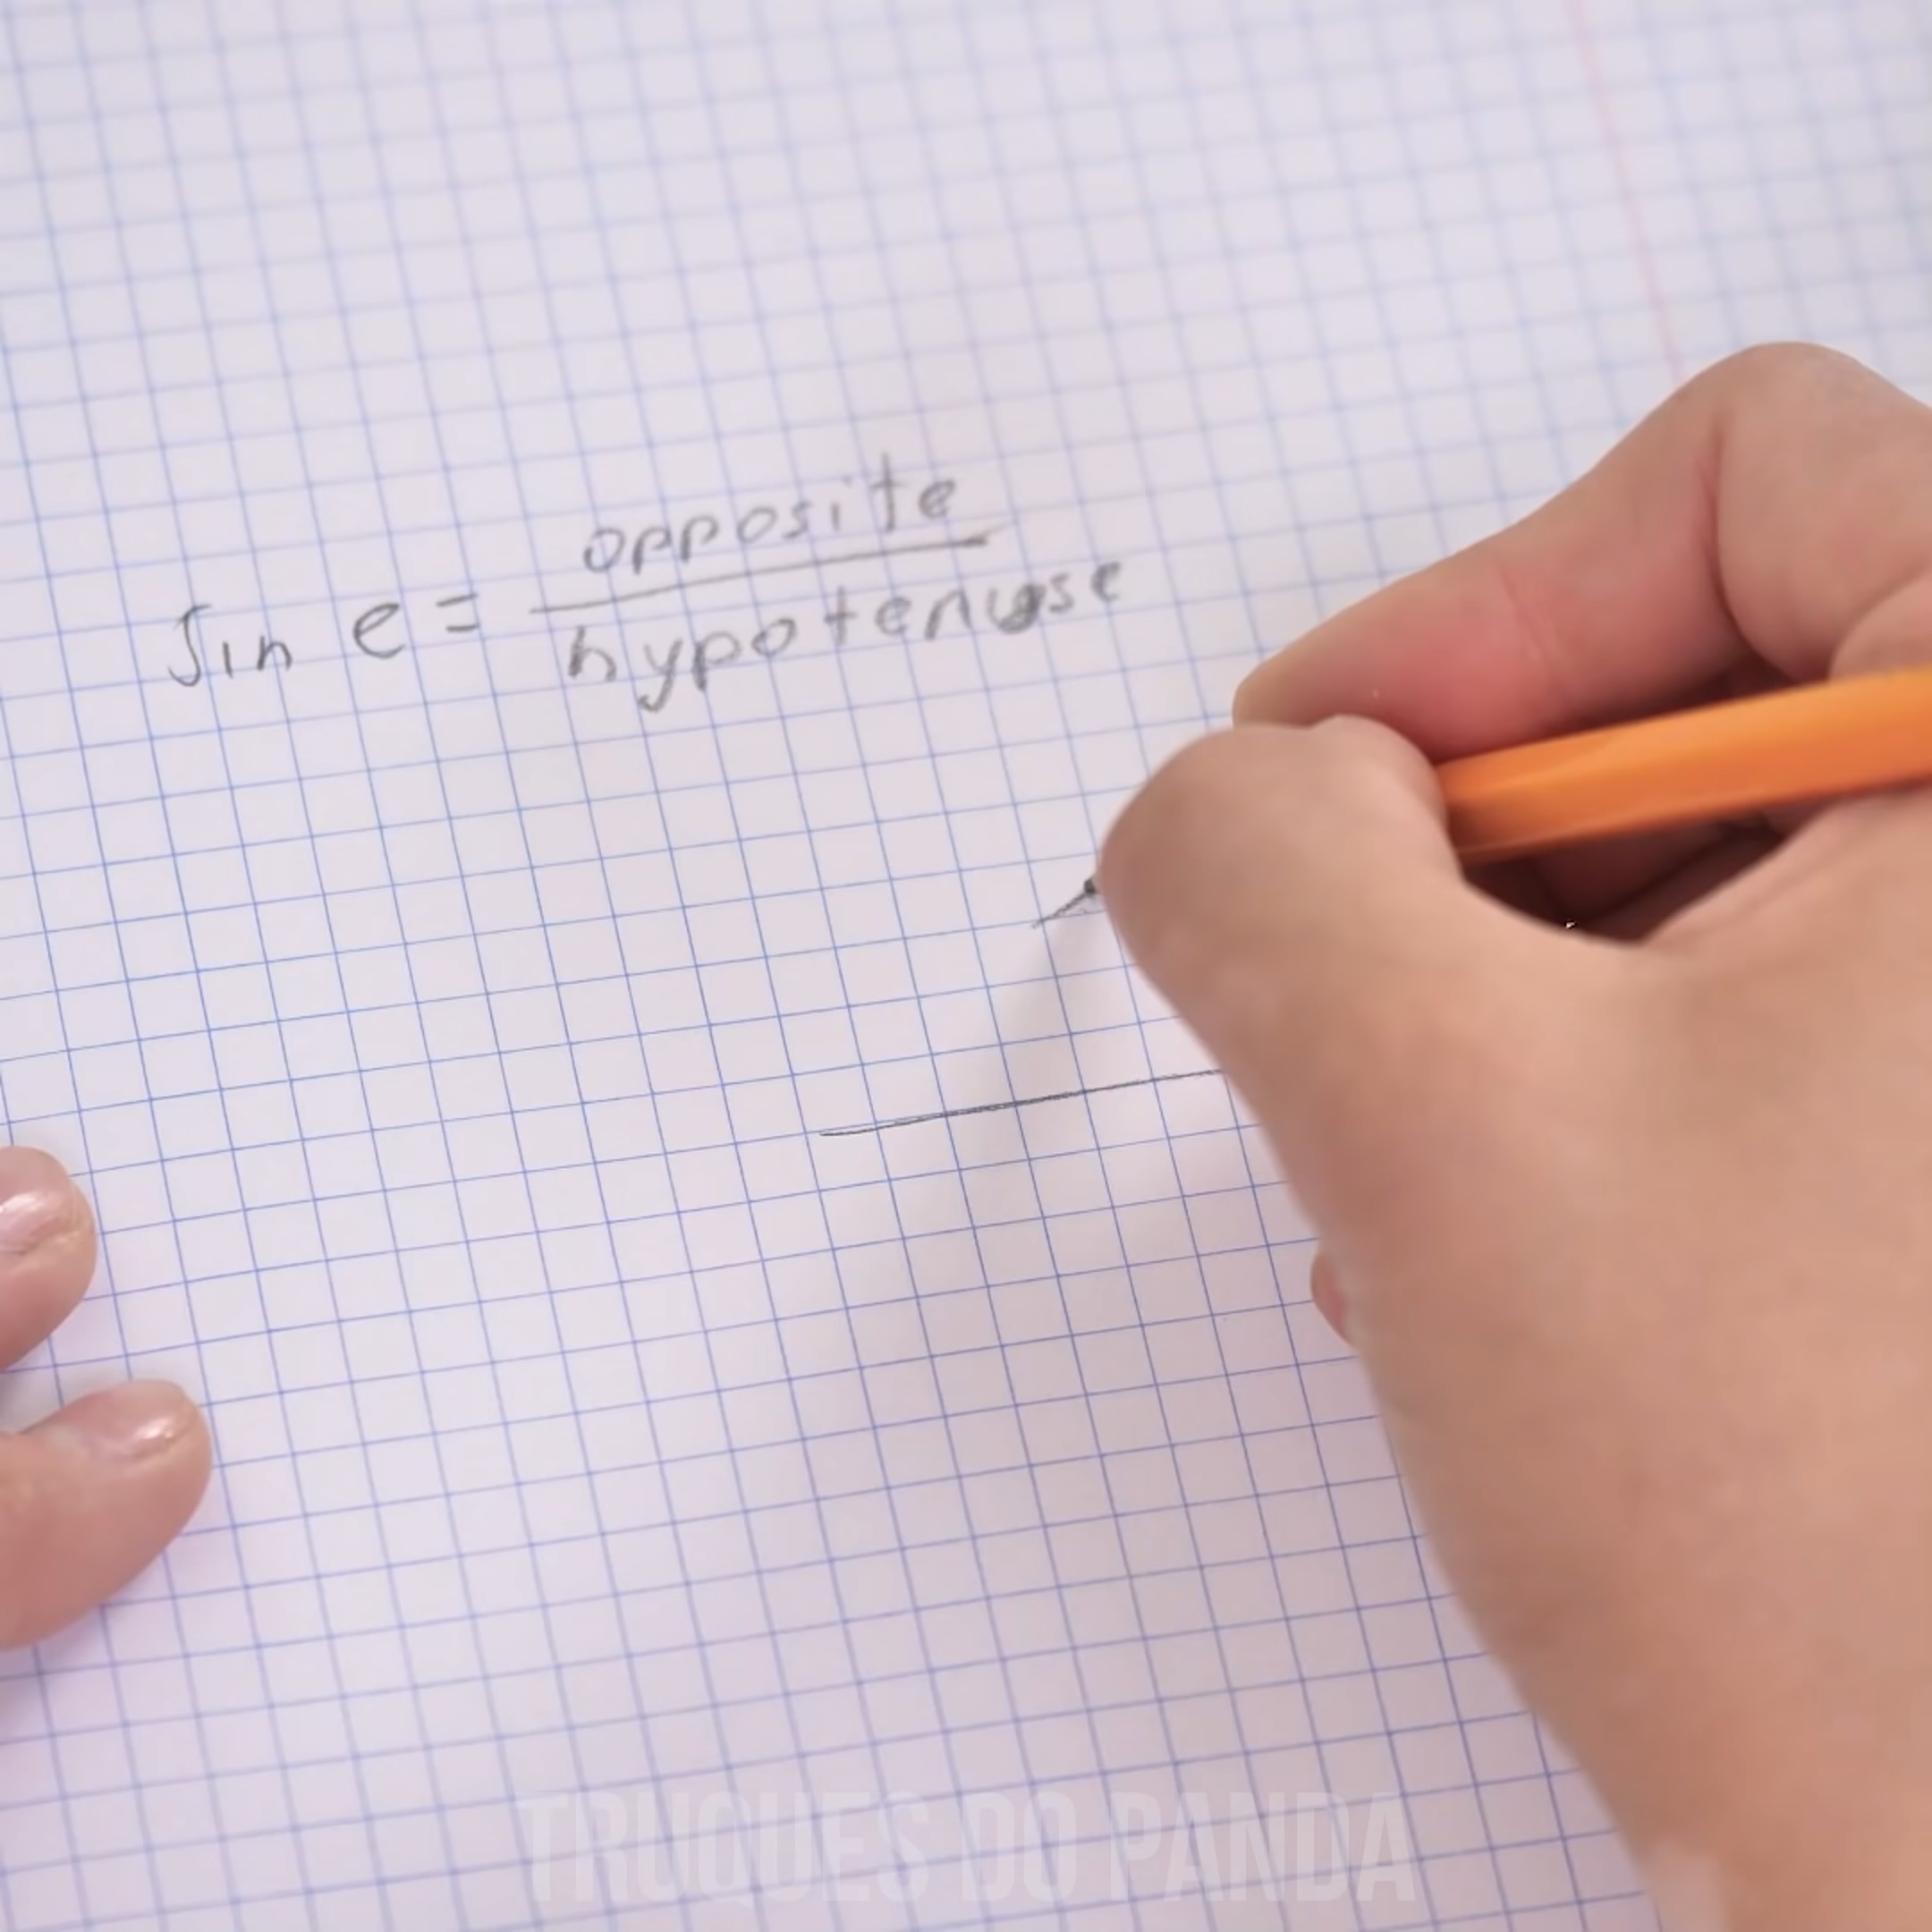 opposite
sin e =
hypotenuse
TRUQUES DO PANDA